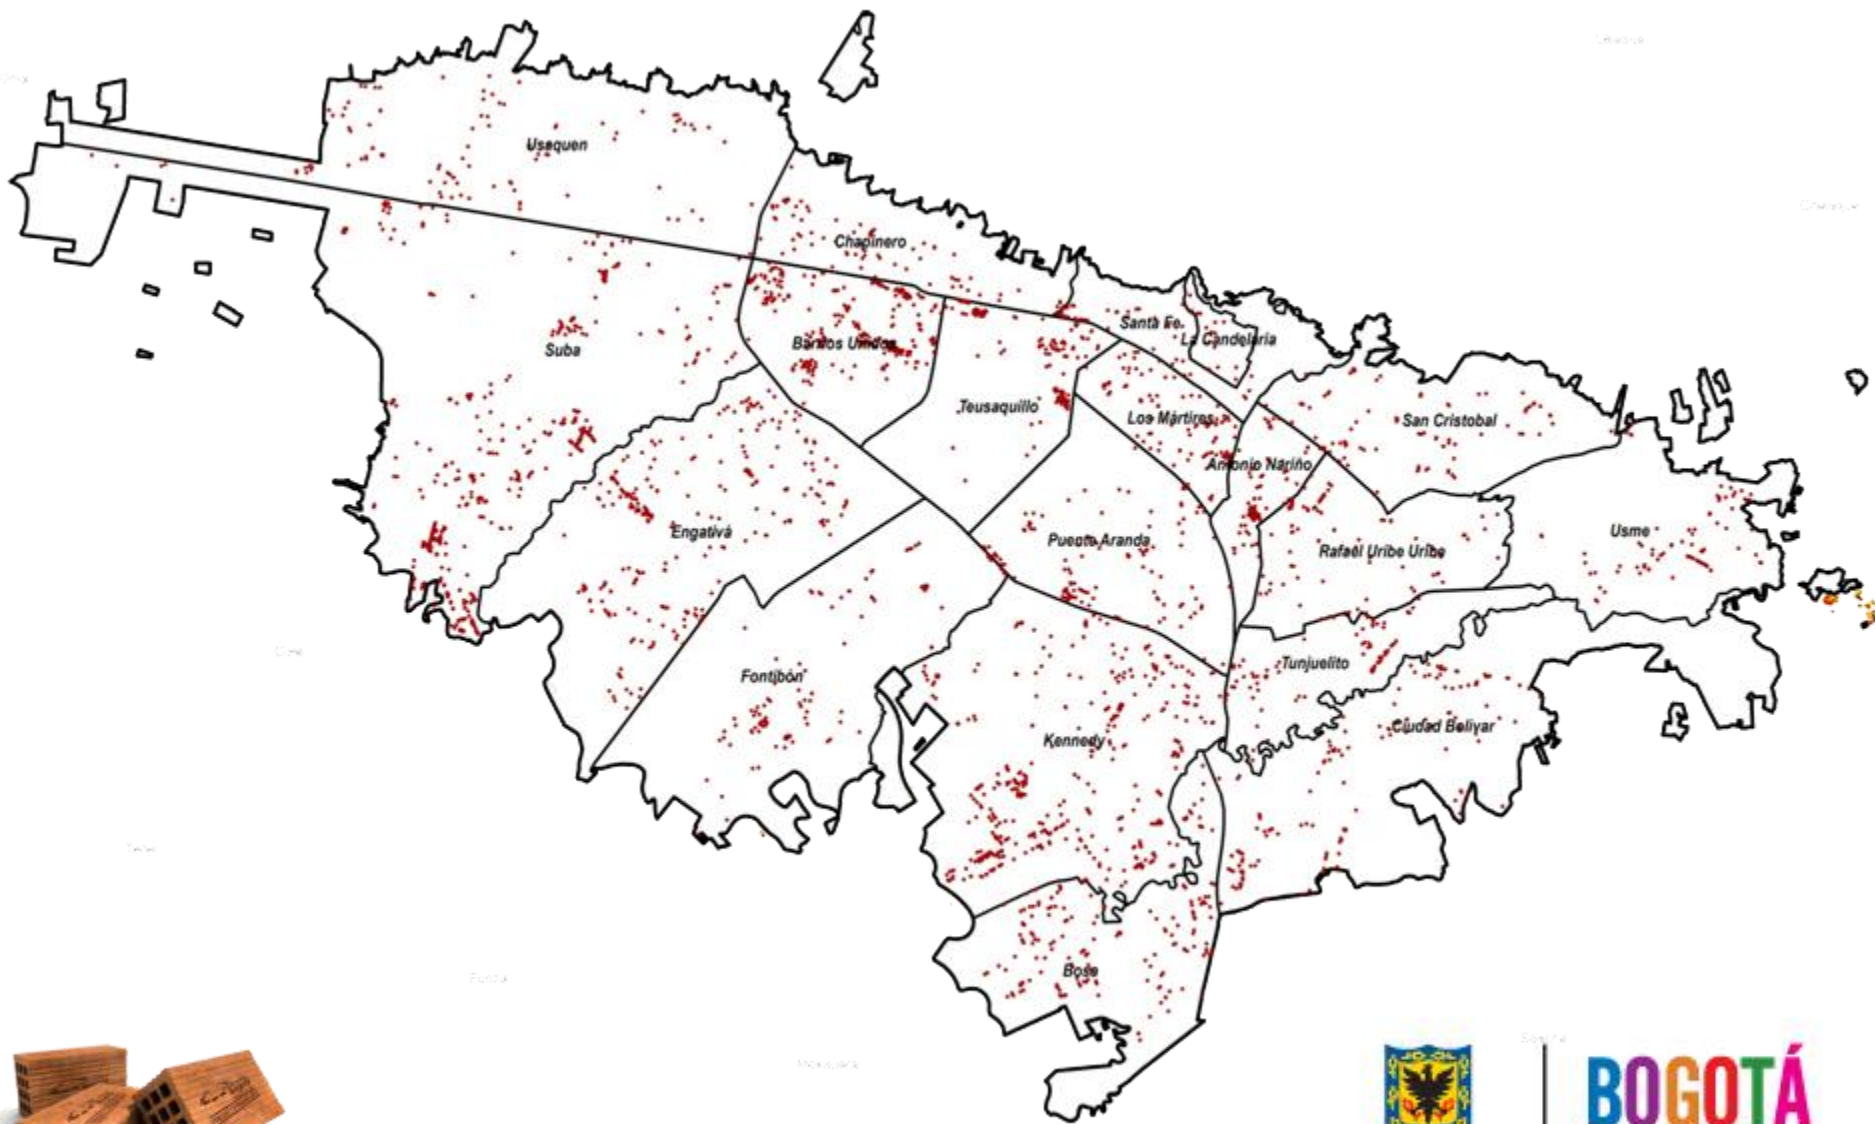 Usaquen
Chapinero
Santa Fe
La Candelaria
Barrios Unidos
Suba
Teusaquillo
Los Mártires
San Cristobal
Antonio Nariño
Engativá
Puente Aranda
Rafael Uribe Uribe
Usme
Fontibón
Tunjuelito
Kennedy
Ciudad Bolivar
Bosa
BOGOTÁ